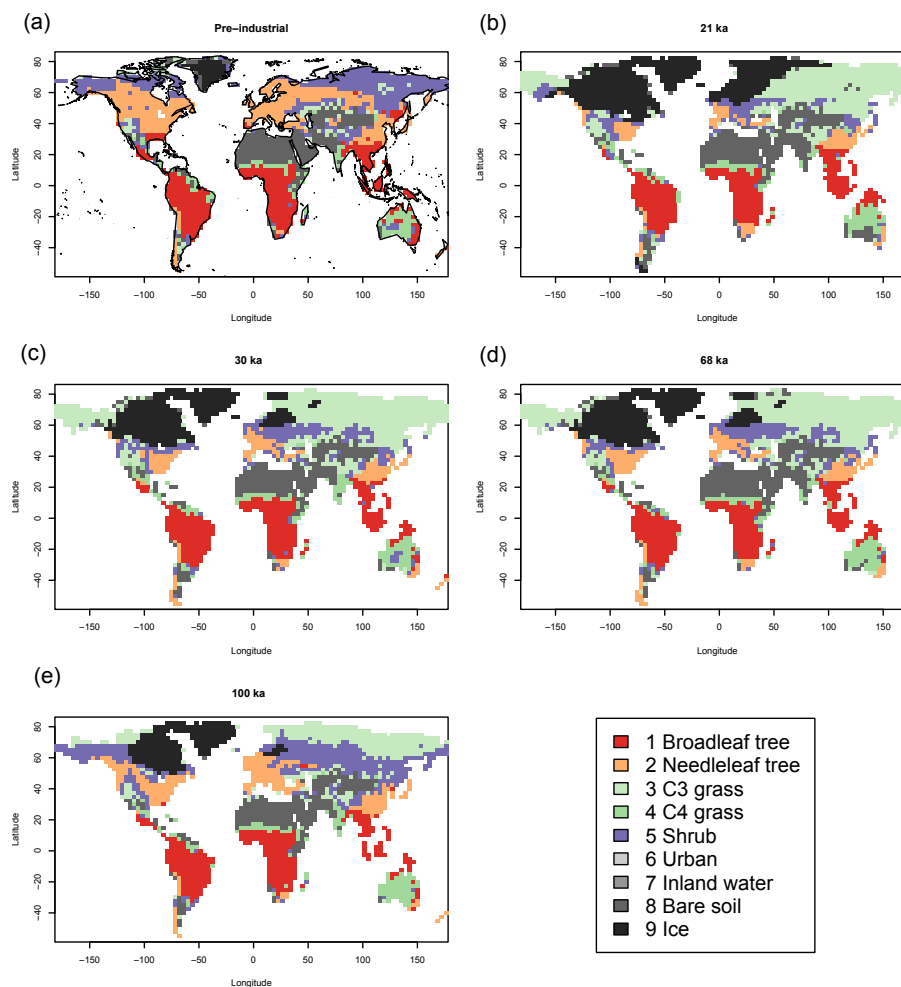 (a)
Pre−industrial
80
60
40
20
0
−20
−40
Latitude
−150 −100 −50 0 50 100 150
Longitude
(b)
21 ka
80
60
40
20
0
−20
−40
Latitude
−150 −100 −50 0 50 100 150
Longitude
(c)
30 ka
80
60
40
20
0
−20
−40
Latitude
−150 −100 −50 0 50 100 150
Longitude
(d)
68 ka
80
60
40
20
0
−20
−40
Latitude
−150 −100 −50 0 50 100 150
Longitude
(e)
100 ka
80
60
40
20
0
−20
−40
Latitude
−150 −100 −50 0 50 100 150
Longitude
1 Broadleaf tree
2 Needleleaf tree
3 C3 grass
4 C4 grass
5 Shrub
6 Urban
7 Inland water
8 Bare soil
9 Ice